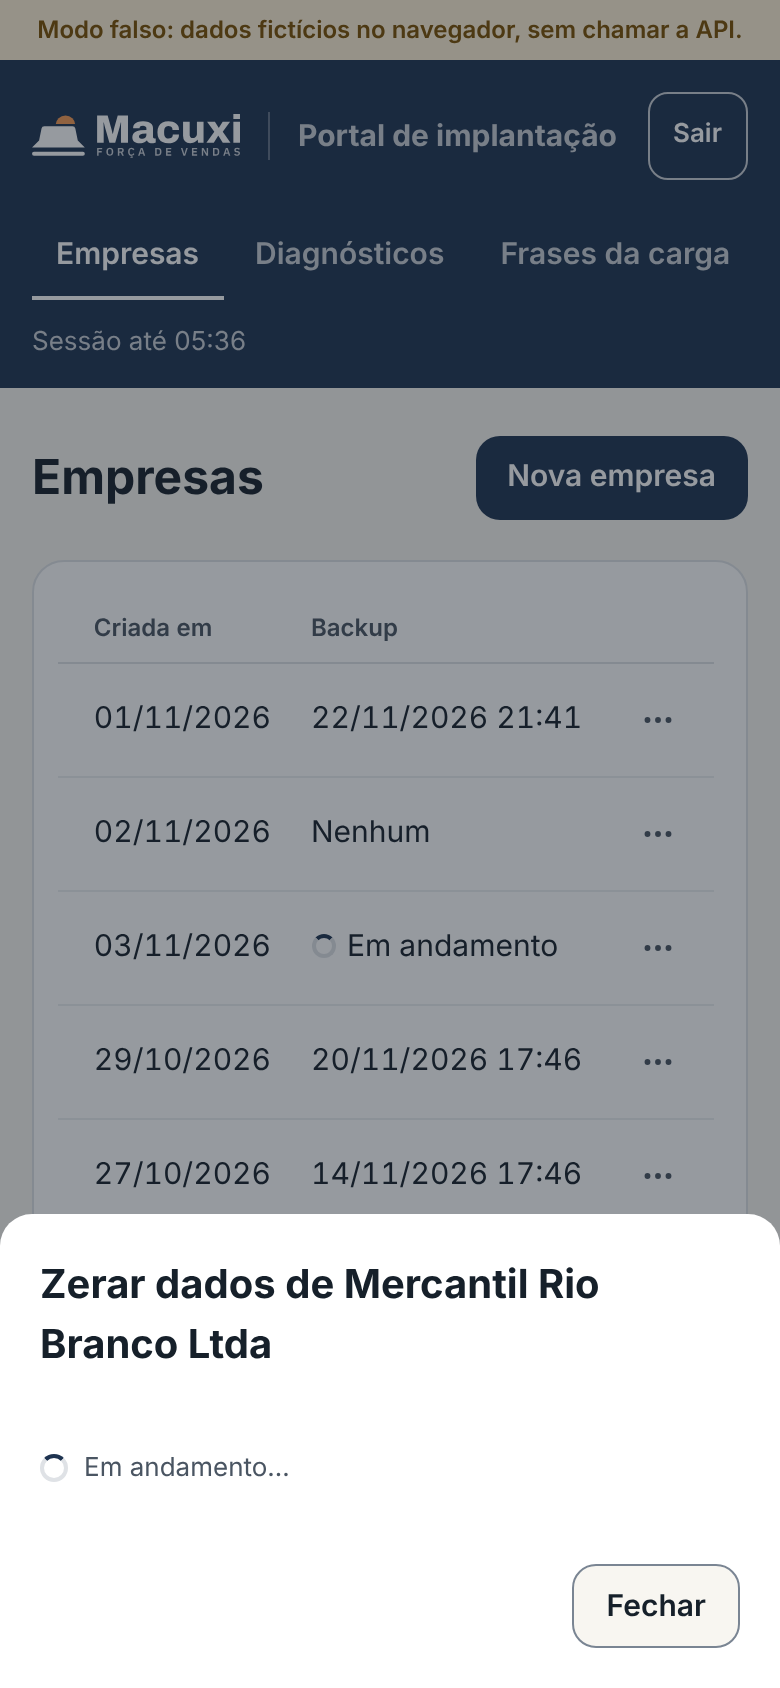 Modo falso: dados fictícios no navegador, sem chamar a API.
Macuxi
FORÇA DE VENDAS
Portal de implantação
Sair
Empresas
Diagnósticos
Frases da carga
Sessão até 05:36
Empresas
Nova empresa
Criada em Backup
01/11/2026 22/11/2026 21:41 ...
02/11/2026 Nenhum ...
03/11/2026 Em andamento ...
29/10/2026 20/11/2026 17:46 ...
27/10/2026 14/11/2026 17:46 ...
Zerar dados de Mercantil Rio
Branco Ltda
Em andamento...
Fechar